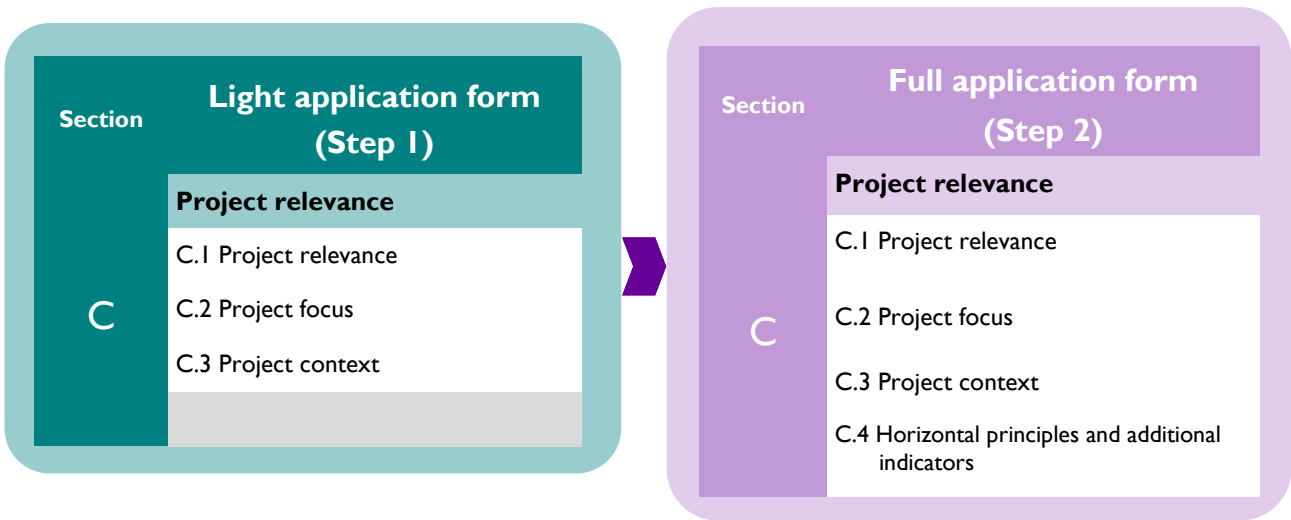 Section
Light application form
(Step 1)
C
Project relevance
C.1 Project relevance
C.2 Project focus
C.3 Project context
Section
Full application form
(Step 2)
C
Project relevance
C.1 Project relevance
C.2 Project focus
C.3 Project context
C.4 Horizontal principles and additional
indicators